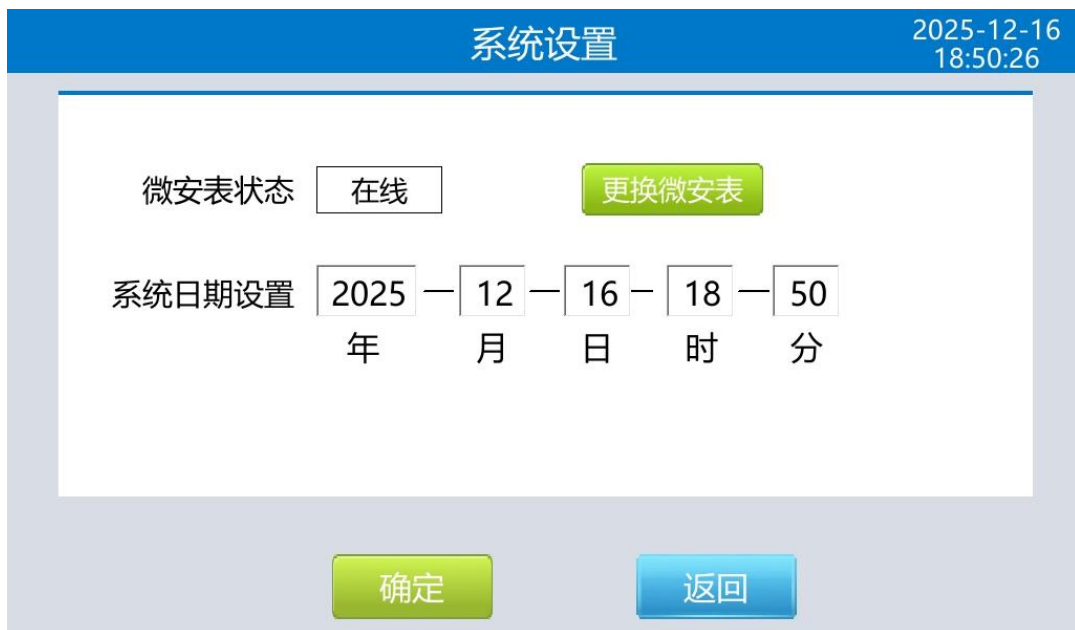 系统设置
2025-12-16
18:50:26
微安表状态 在线 更换微安表
系统日期设置 2025 — 12 — 16 — 18 — 50
年 月 日 时 分
确定 返回